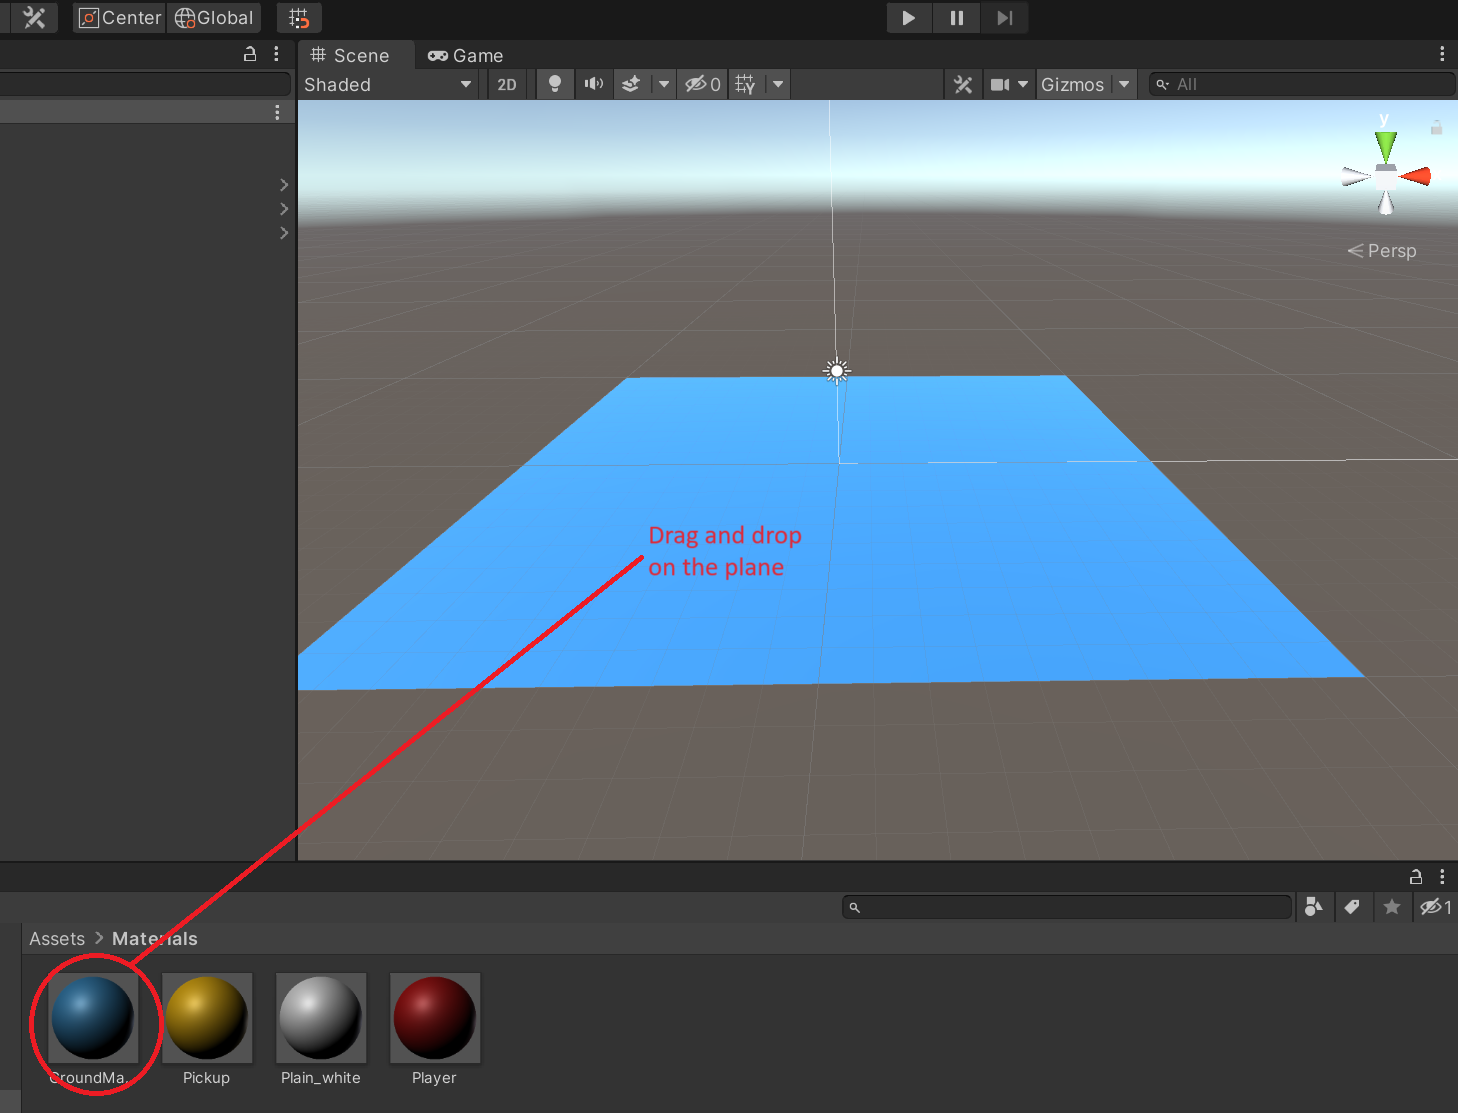 Center Global
Scene Game
Shaded 2D 0 Gizmos All
y
Persp
Drag and drop
on the plane
1
Assets > Materials
GroundMa...
Pickup
Plain_white
Player